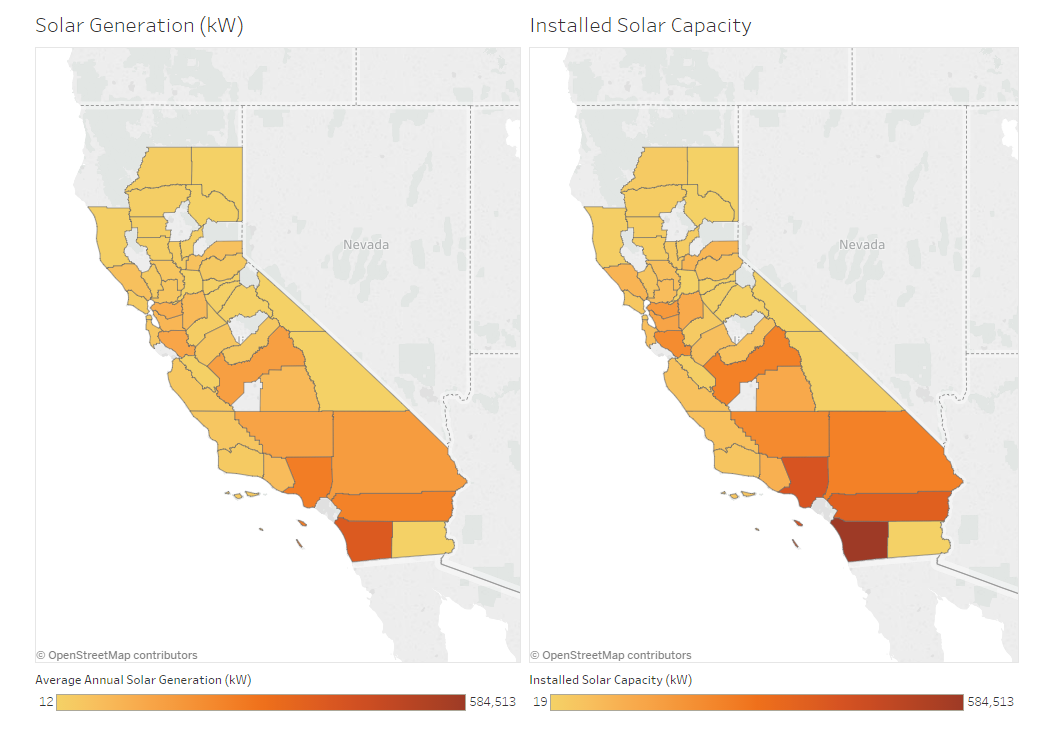 Solar Generation (kW)
Installed Solar Capacity
Nevada
Nevada
© OpenStreetMap contributors
© OpenStreetMap contributors
Average Annual Solar Generation (kW)
Installed Solar Capacity (kW)
12
584,513
19
584,513